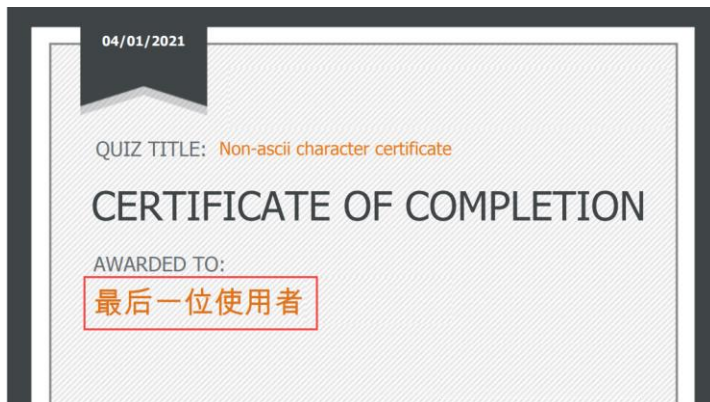 04/01/2021
QUIZ TITLE: Non-ascii character certificate
CERTIFICATE OF COMPLETION
AWARDED TO:
最后一位使用者